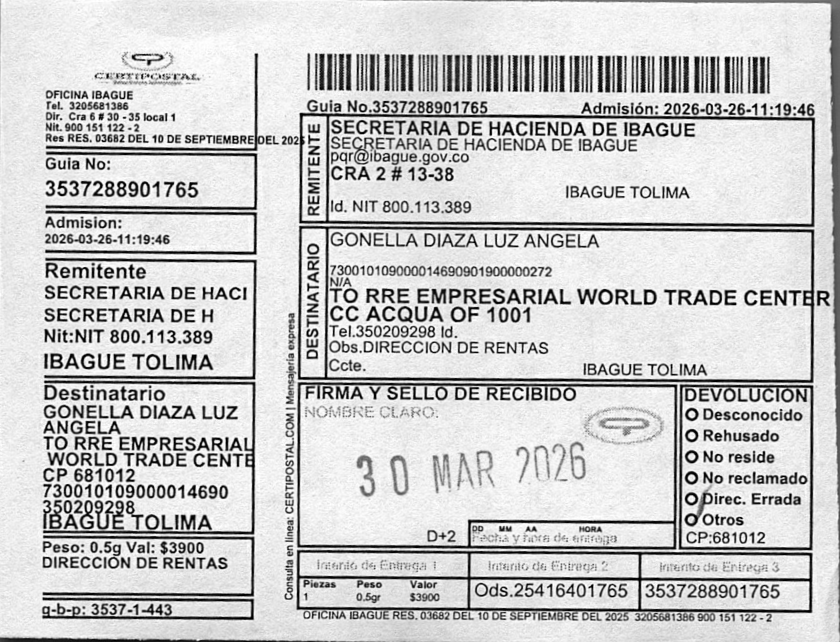 CERTIPOSTAL
OFICINA IBAGUE
Tel. 3205681386
Dir. Cra 6 # 30 - 35 local 1
Nit. 900 151 122 - 2
Res RES. 03682 DEL 10 DE SEPTIEMBRE DEL 2025
Guia No:
3537288901765
Admision:
2026-03-26-11:19:46
Remitente
SECRETARIA DE HACI
SECRETARIA DE H
Nit:NIT 800.113.389
IBAGUE TOLIMA
Destinatario
GONELLA DIAZA LUZ
ANGELA
TO RRE EMPRESARIAL
WORLD TRADE CENTE
CP 681012
730010109000014690
350209298
IBAGUE TOLIMA
Peso: 0.5g Val: $3900
DIRECCIÓN DE RENTAS
g-b-p: 3537-1-443
Consulta en línea: CERTIPOSTAL.COM | Mensajería expresa
Guia No.3537288901765
Admisión: 2026-03-26-11:19:46
REMITENTE
SECRETARIA DE HACIENDA DE IBAGUE
SECRETARIA DE HACIENDA DE IBAGUE
pqr@ibague.gov.co
CRA 2 # 13-38
IBAGUE TOLIMA
Id. NIT 800.113.389
DESTINATARIO
GONELLA DIAZA LUZ ANGELA
730010109000014690901900000272
N/A
TO RRE EMPRESARIAL WORLD TRADE CENTER
CC ACQUA OF 1001
Tel.350209298 Id.
Obs.DIRECCION DE RENTAS
Ccte.
IBAGUE TOLIMA
FIRMA Y SELLO DE RECIBIDO
NOMBRE CLARO:
30 MAR 2026
D+2
DD MM AA HORA
Fecha y hora de entrega
DEVOLUCION
Desconocido
Rehusado
No reside
No reclamado
Direc. Errada
Otros
CP:681012
Intento de Entrega 1
Intento de Entrega 2
Intento de Entrega 3
Piezas Peso Valor
1 0,5gr $3900
Ods.25416401765
3537288901765
OFICINA IBAGUE RES. 03682 DEL 10 DE SEPTIEMBRE DEL 2025 3205681386 900 151 122 - 2